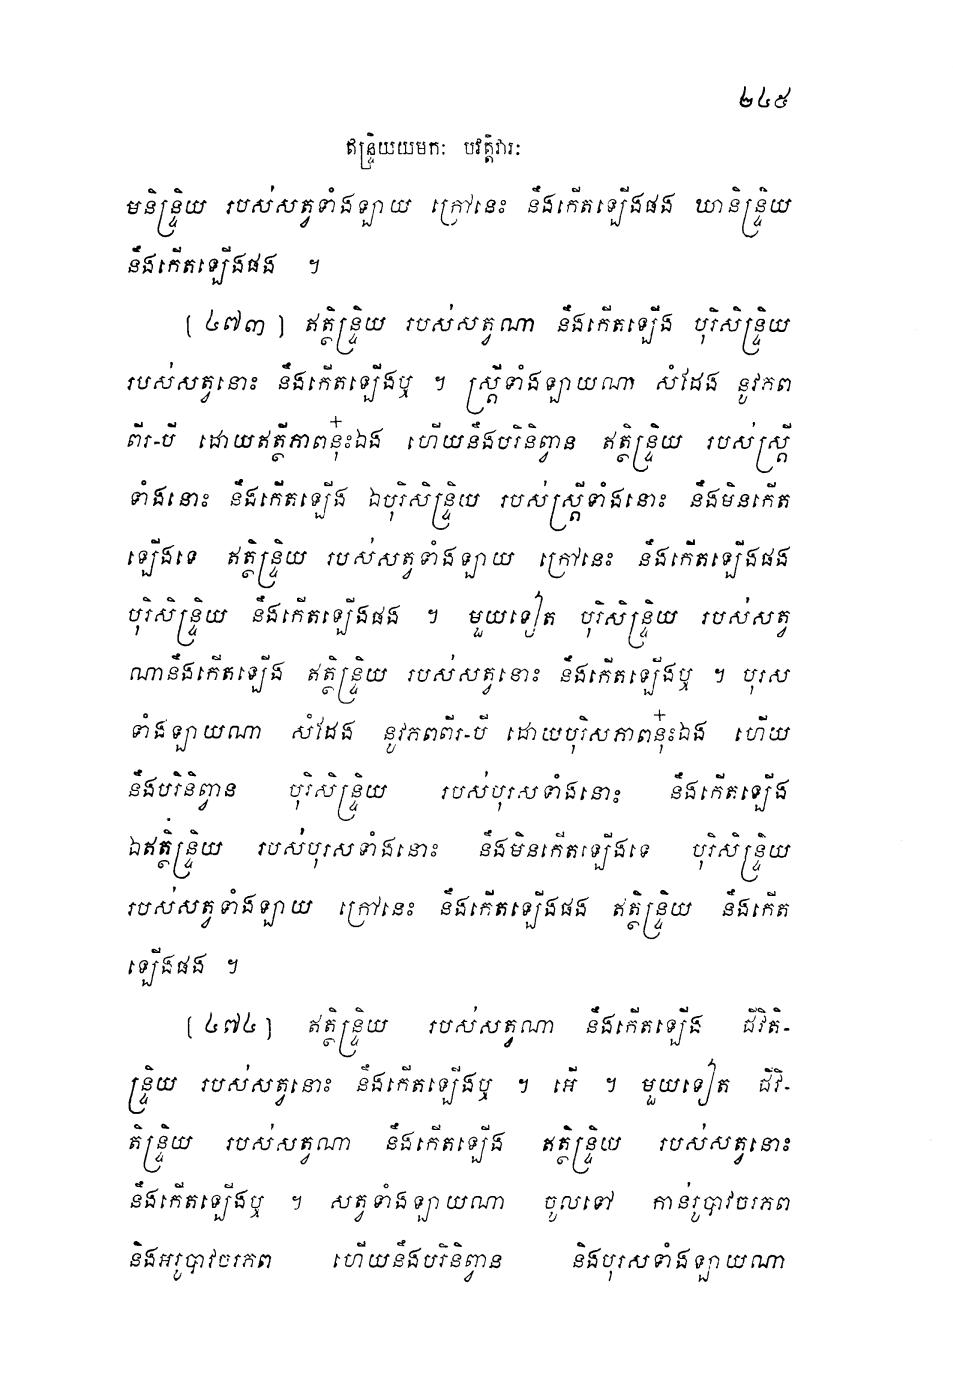 ២៤៥
ឥន្ទ្រិយយមកៈ បវត្តិវារៈ
មនិន្ទ្រិយ របស់សត្វទាំងឡាយ ក្រៅនេះ នឹងកើតឡើងផង ឃានិន្ទ្រិយ
នឹងកើតឡើងផង ។
(៤៧៣) ឥត្ថិន្ទ្រិយ របស់សត្វណា នឹងកើតឡើង បុរិសិន្ទ្រិយ
របស់សត្វនោះ នឹងកើតឡើងឬ ។ ស្ត្រីទាំងឡាយណា សំដែង នូវភព
ពីរ-បី ដោយឥត្ថីភាពនុ៎ះឯង ហើយនឹងបរិនិព្វាន ឥត្ថិន្ទ្រិយ របស់ស្ត្រី
ទាំងនោះ នឹងកើតឡើង ឯបុរិសិន្ទ្រិយ របស់ស្ត្រីទាំងនោះ នឹងមិនកើត
ឡើងទេ ឥត្ថិន្ទ្រិយ របស់សត្វទាំងឡាយ ក្រៅនេះ នឹងកើតឡើងផង
បុរិសិន្ទ្រិយ នឹងកើតឡើងផង ។ មួយទៀត បុរិសិន្ទ្រិយ របស់សត្វ
ណានឹងកើតឡើង ឥត្ថិន្ទ្រិយ របស់សត្វនោះ នឹងកើតឡើងឬ ។ បុរស
ទាំងឡាយណា សំដែង នូវភពពីរ-បី ដោយបុរិសភាពនុ៎ះឯង ហើយ
នឹងបរិនិព្វាន បុរិសិន្ទ្រិយ របស់បុរសទាំងនោះ នឹងកើតឡើង
ឯឥត្ថិន្ទ្រិយ របស់បុរសទាំងនោះ នឹងមិនកើតឡើងទេ បុរិសិន្ទ្រិយ
របស់សត្វទាំងឡាយ ក្រៅនេះ នឹងកើតឡើងផង ឥត្ថិន្ទ្រិយ នឹងកើត
ឡើងផង ។
(៤៧៤) ឥត្ថិន្ទ្រិយ របស់សត្វណា នឹងកើតឡើង ជីវិតិ-
ន្ទ្រិយ របស់សត្វនោះ នឹងកើតឡើងឬ ។ អើ ។ មួយទៀត ជីវិ-
តិន្ទ្រិយ របស់សត្វណា នឹងកើតឡើង ឥត្ថិន្ទ្រិយ របស់សត្វនោះ
នឹងកើតឡើងឬ ។ សត្វទាំងឡាយណា ចូលទៅ កាន់រូបាវចរភព
និងអរូបាវចរភព ហើយនឹងបរិនិព្វាន និងបុរសទាំងឡាយណា